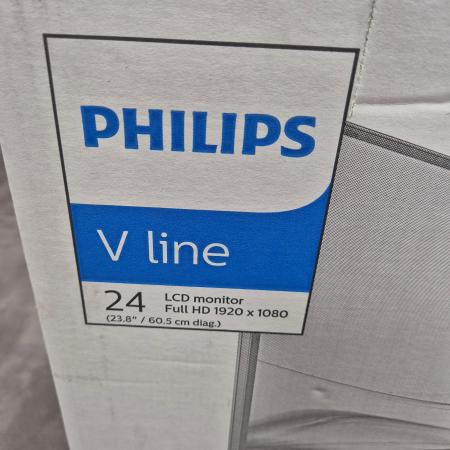 PHILIPS
V line
24 LCD monitor
Full HD 1920 x 1080
(23.8" / 60.5 cm diag.)